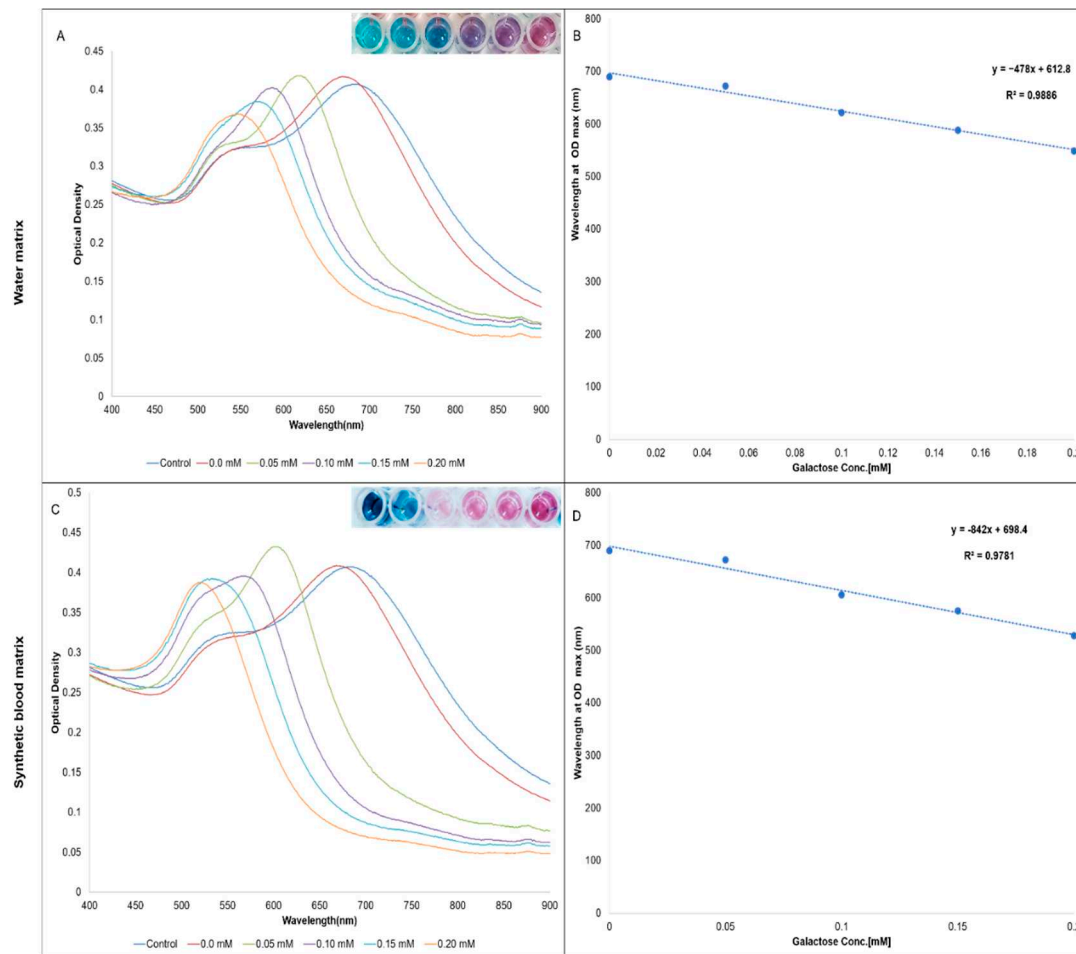 Water matrix
A
Optical Density
0.45
0.4
0.35
0.3
0.25
0.2
0.15
0.1
0.05
0
400 450 500 550 600 650 700 750 800 850 900
Wavelength(nm)
Control 0.0 mM 0.05 mM 0.10 mM 0.15 mM 0.20 mM
B
Wavelength at OD max (nm)
800
700
600
500
400
300
200
100
0
y = −478x + 612.8
R² = 0.9886
0 0.02 0.04 0.06 0.08 0.1 0.12 0.14 0.16 0.18
Galactose Conc.[mM]
Synthetic blood matrix
C
Optical Density
0.5
0.45
0.4
0.35
0.3
0.25
0.2
0.15
0.1
0.05
0
400 450 500 550 600 650 700 750 800 850 900
Wavelength(nm)
Control 0.0 mM 0.05 mM 0.10 mM 0.15 mM 0.20 mM
D
Wavelength at OD max (nm)
800
700
600
500
400
300
200
100
0
y = -842x + 698.4
R² = 0.9781
0 0.05 0.1 0.15
Galactose Conc.[mM]